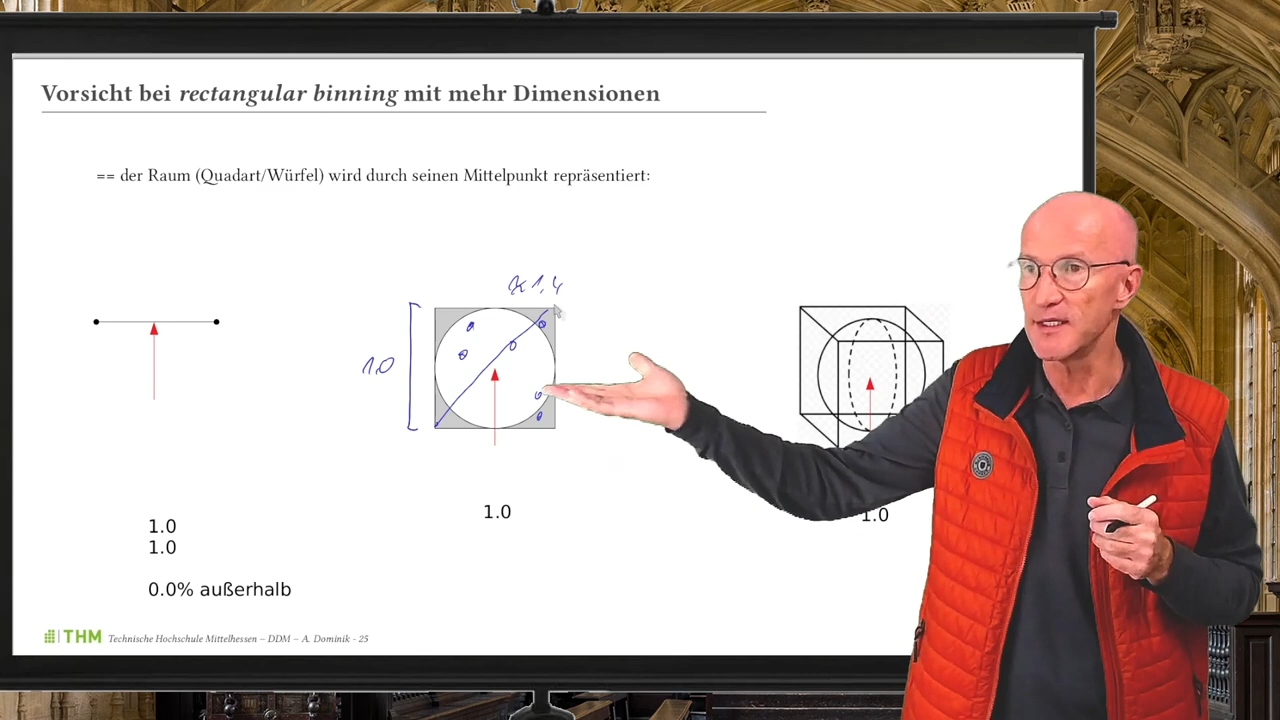 Vorsicht bei rectangular binning mit mehr Dimensionen
== der Raum (Quadart/Würfel) wird durch seinen Mittelpunkt repräsentiert:
1,4
1.0
1.0
1.0
1.0
1.0
0.0% außerhalb
THM Technische Hochschule Mittelhessen – DDM – A. Dominik - 25